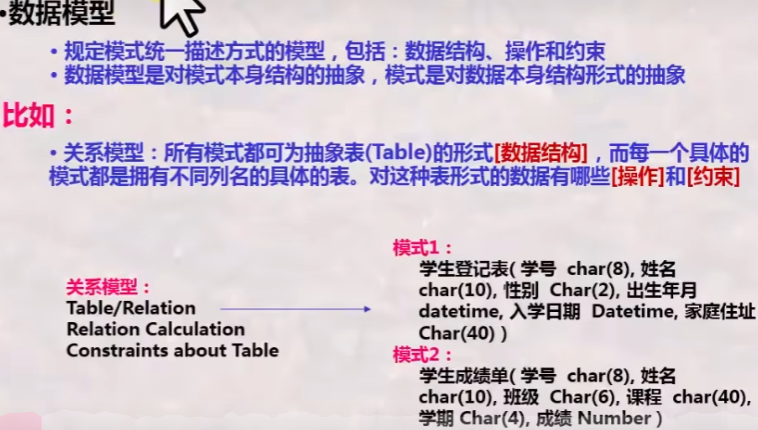 •数据模型
• 规定模式统一描述方式的模型，包括：数据结构、操作和约束
• 数据模型是对模式本身结构的抽象，模式是对数据本身结构形式的抽象
比如：
• 关系模型：所有模式都可为抽象表(Table)的形式[数据结构]，而每一个具体的
模式都是拥有不同列名的具体的表。对这种表形式的数据有哪些[操作]和[约束]
关系模型：
Table/Relation
Relation Calculation
Constraints about Table
模式1：
学生登记表( 学号 char(8), 姓名
char(10), 性别 Char(2), 出生年月
datetime, 入学日期 Datetime, 家庭住址
Char(40) )
模式2：
学生成绩单( 学号 char(8), 姓名
char(10), 班级 Char(6), 课程 char(40),
学期 Char(4), 成绩 Number )